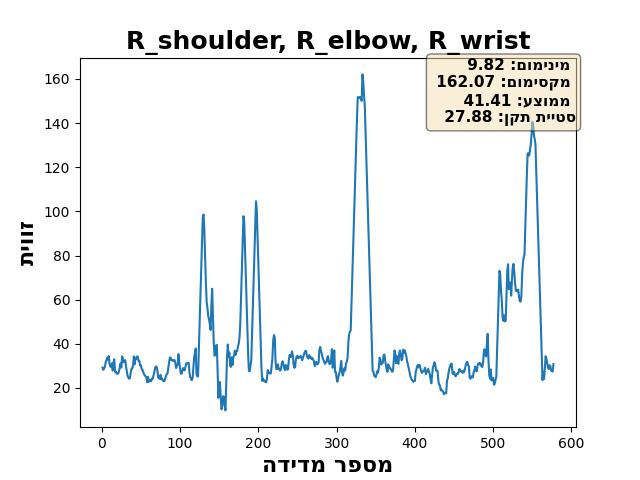 R_shoulder, R_elbow, R_wrist
מינימום: 9.82
מקסימום: 162.07
ממוצע: 41.41
סטיית תקן: 27.88
זווית
160
140
120
100
80
60
40
20
0 100 200 300 400 500 600
מספר מדידה